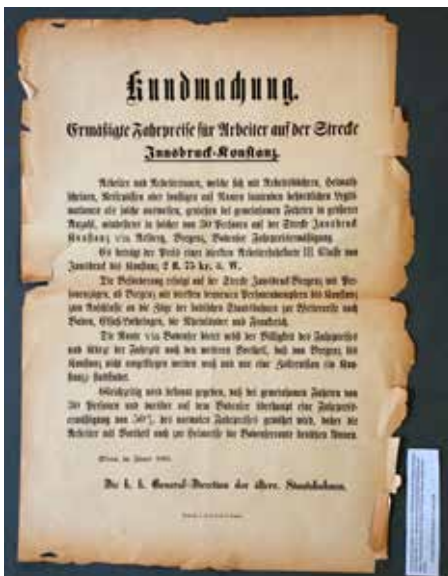 Kundmachung.
Ermäßigte Fahrpreise für Arbeiter auf der Strecke
Innsbruck-Konstanz.
Arbeiter und Arbeiterinnen, welche sich mit Arbeitsbüchern, Heimath-
scheinen, Reisepässen oder sonstigen auf Namen lautenden behördlichen Legiti-
mationen als solche ausweisen, genießen bei gemeinsamen Fahrten in größerer
Anzahl, mindestens in solcher von 30 Personen auf der Strecke Innsbruck
Konstanz via Arlberg, Bregenz, Bodensee Fahrpreisermäßigung.
Es beträgt der Preis einer directen Arbeiterfahrkarte III. Classe von
Innsbruck bis Konstanz 2 fl. 75 kr. ö. W.
Die Beförderung erfolgt auf der Strecke Innsbruck-Bregenz mit Per-
sonenzügen, ab Bregenz mit Personendampfern bis Konstanz
zum Anschlusse an die Züge der badischen Staatsbahnen zur Weiterreise nach
Baden, Elsaß-Lothringen, die Rheinlande und Frankreich.
Die Route via Bodensee bietet nebst der Billigkeit des Fahrpreises
und Kürze der Fahrzeit noch den weiteren Vortheil, daß von Bregenz bis
Konstanz nicht umgestiegen werden muß und nur eine Zollrevision in Kon-
stanz stattfindet.
Gleichzeitig wird bekannt gegeben, daß bei gemeinsamen Fahrten von
30 Personen und darüber auf dem Bodensee überhaupt eine Fahrpreis-
ermäßigung von 50% des normalen Fahrpreises gewährt wird, daher die
Arbeiter mit Vortheil auch zur Heimreise die Bodenseeroute benützen können.
Wien, im Jänner
Die k. k. General-Direction der österr. Staatsbahnen.